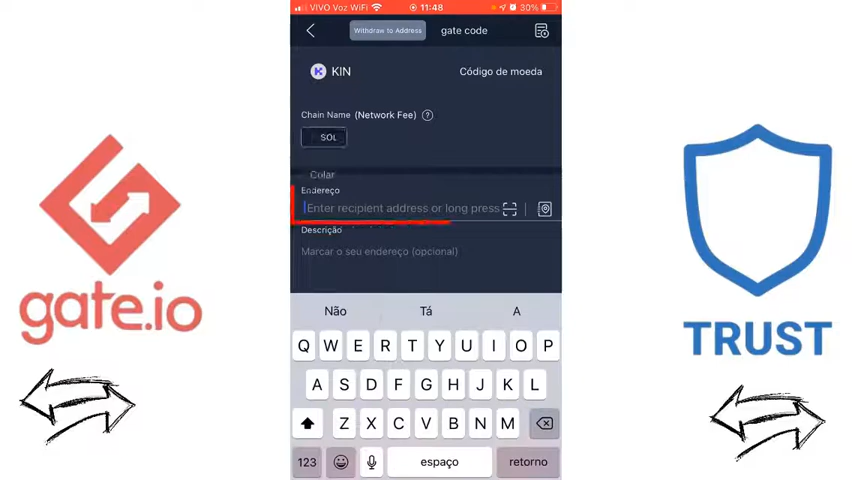 VIVO Voz WiFi 11:48 30%
Withdraw to Address gate code
KIN Código de moeda
Chain Name (Network Fee) ?
SOL
Colar
Endereço
Enter recipient address or long press
Descrição
Marcar o seu endereço (opcional)
Não Tá A
Q W E R T Y U I O P
A S D F G H J K L
Z X C V B N M
123 espaço retorno
gate.io
TRUST